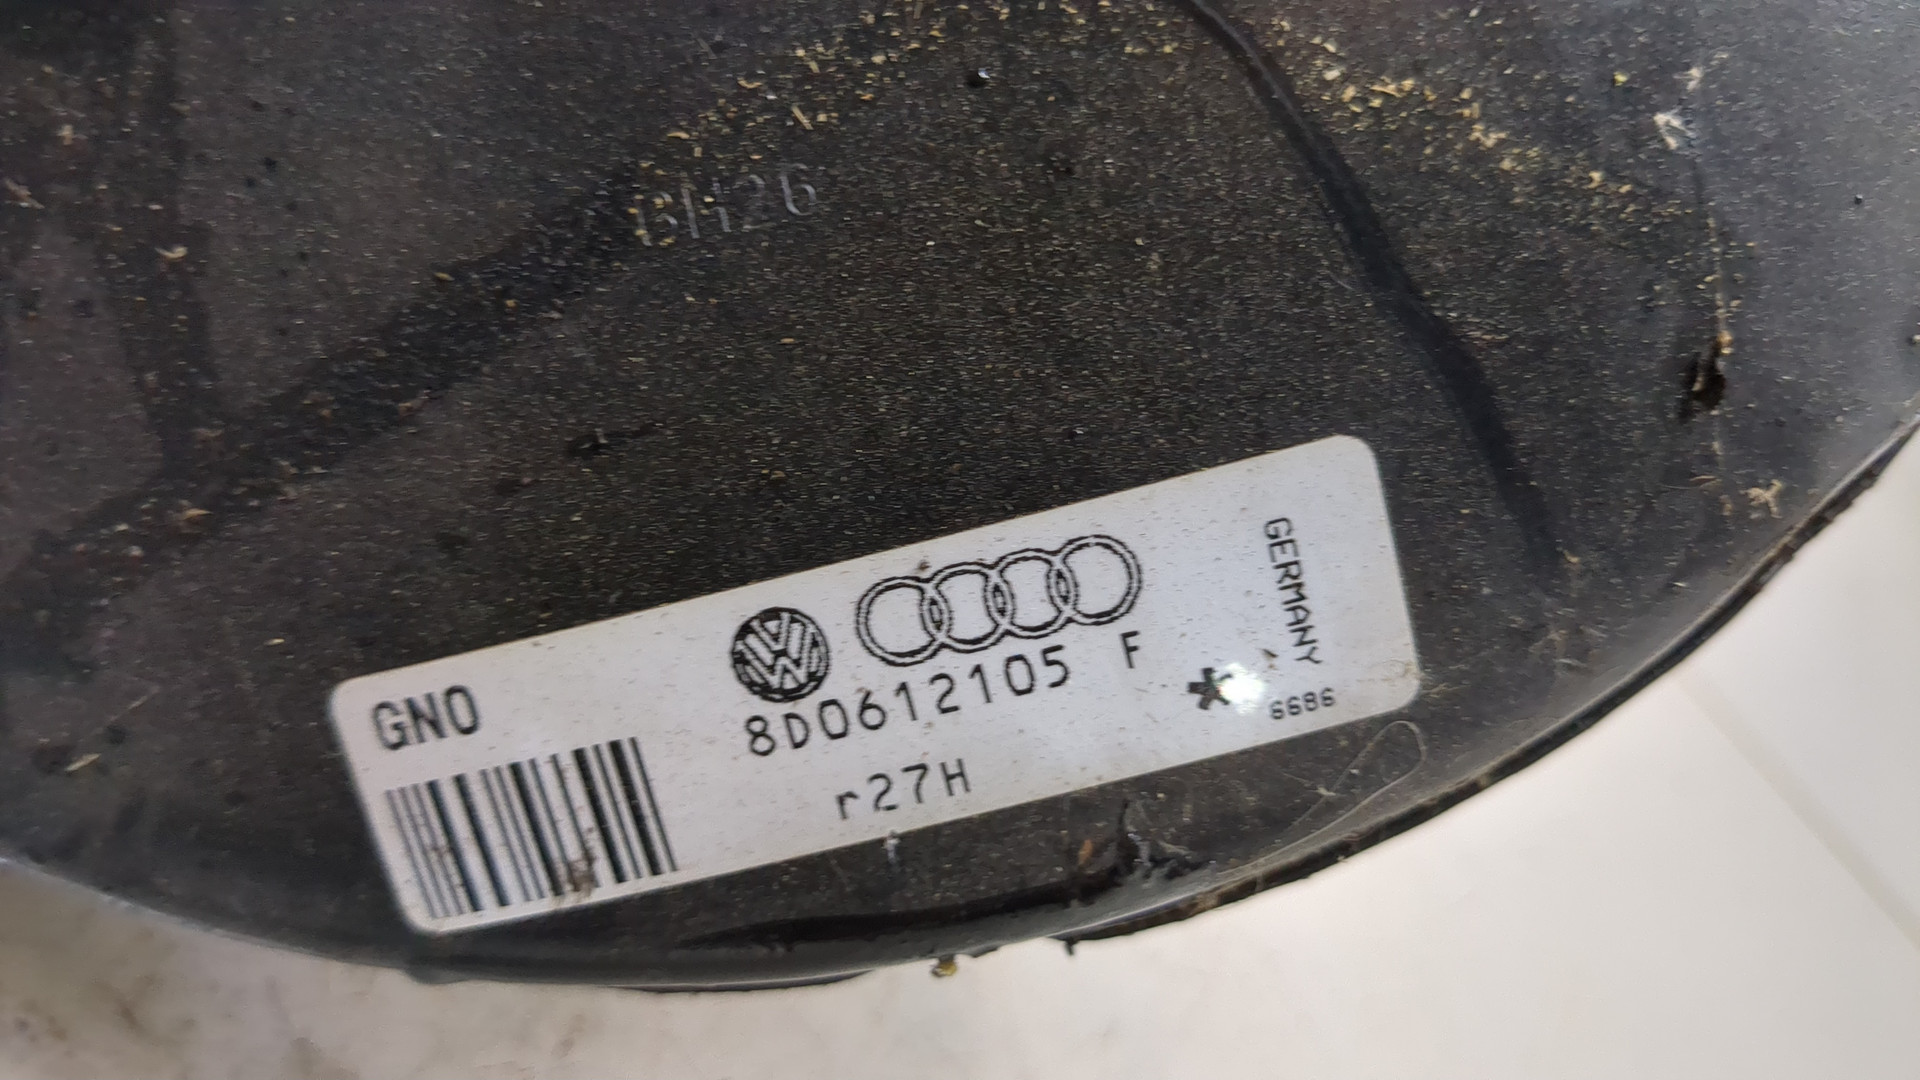 BH26
GNO
8D0612105 F
r27H
*
GERMANY
6686